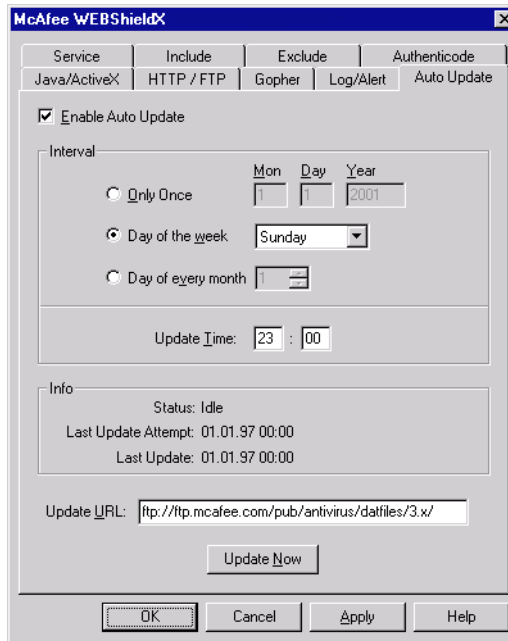 McAfee WEBShieldX
Service Include Exclude Authenticode
Java/ActiveX HTTP / FTP Gopher Log/Alert Auto Update
Enable Auto Update
Interval
Mon Day Year
Only Once 1 1 2001
Day of the week Sunday
Day of every month 1
Update Time: 23 : 00
Info
Status: Idle
Last Update Attempt: 01.01.97 00:00
Last Update: 01.01.97 00:00
Update URL: ftp://ftp.mcafee.com/pub/antivirus/datfiles/3.x/
Update Now
OK Cancel Apply Help